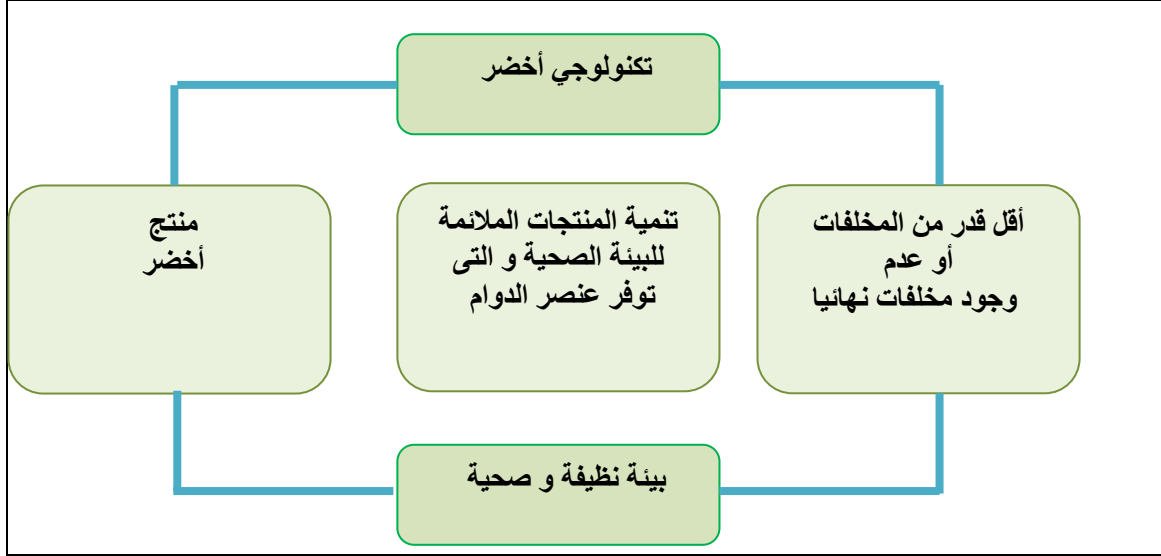 تكنولوجي أخضر
أقل قدر من المخلفات
أو عدم
وجود مخلفات نهائيا
تنمية المنتجات الملائمة
للبيئة الصحية و التى
توفر عنصر الدوام
منتج
أخضر
بيئة نظيفة و صحية